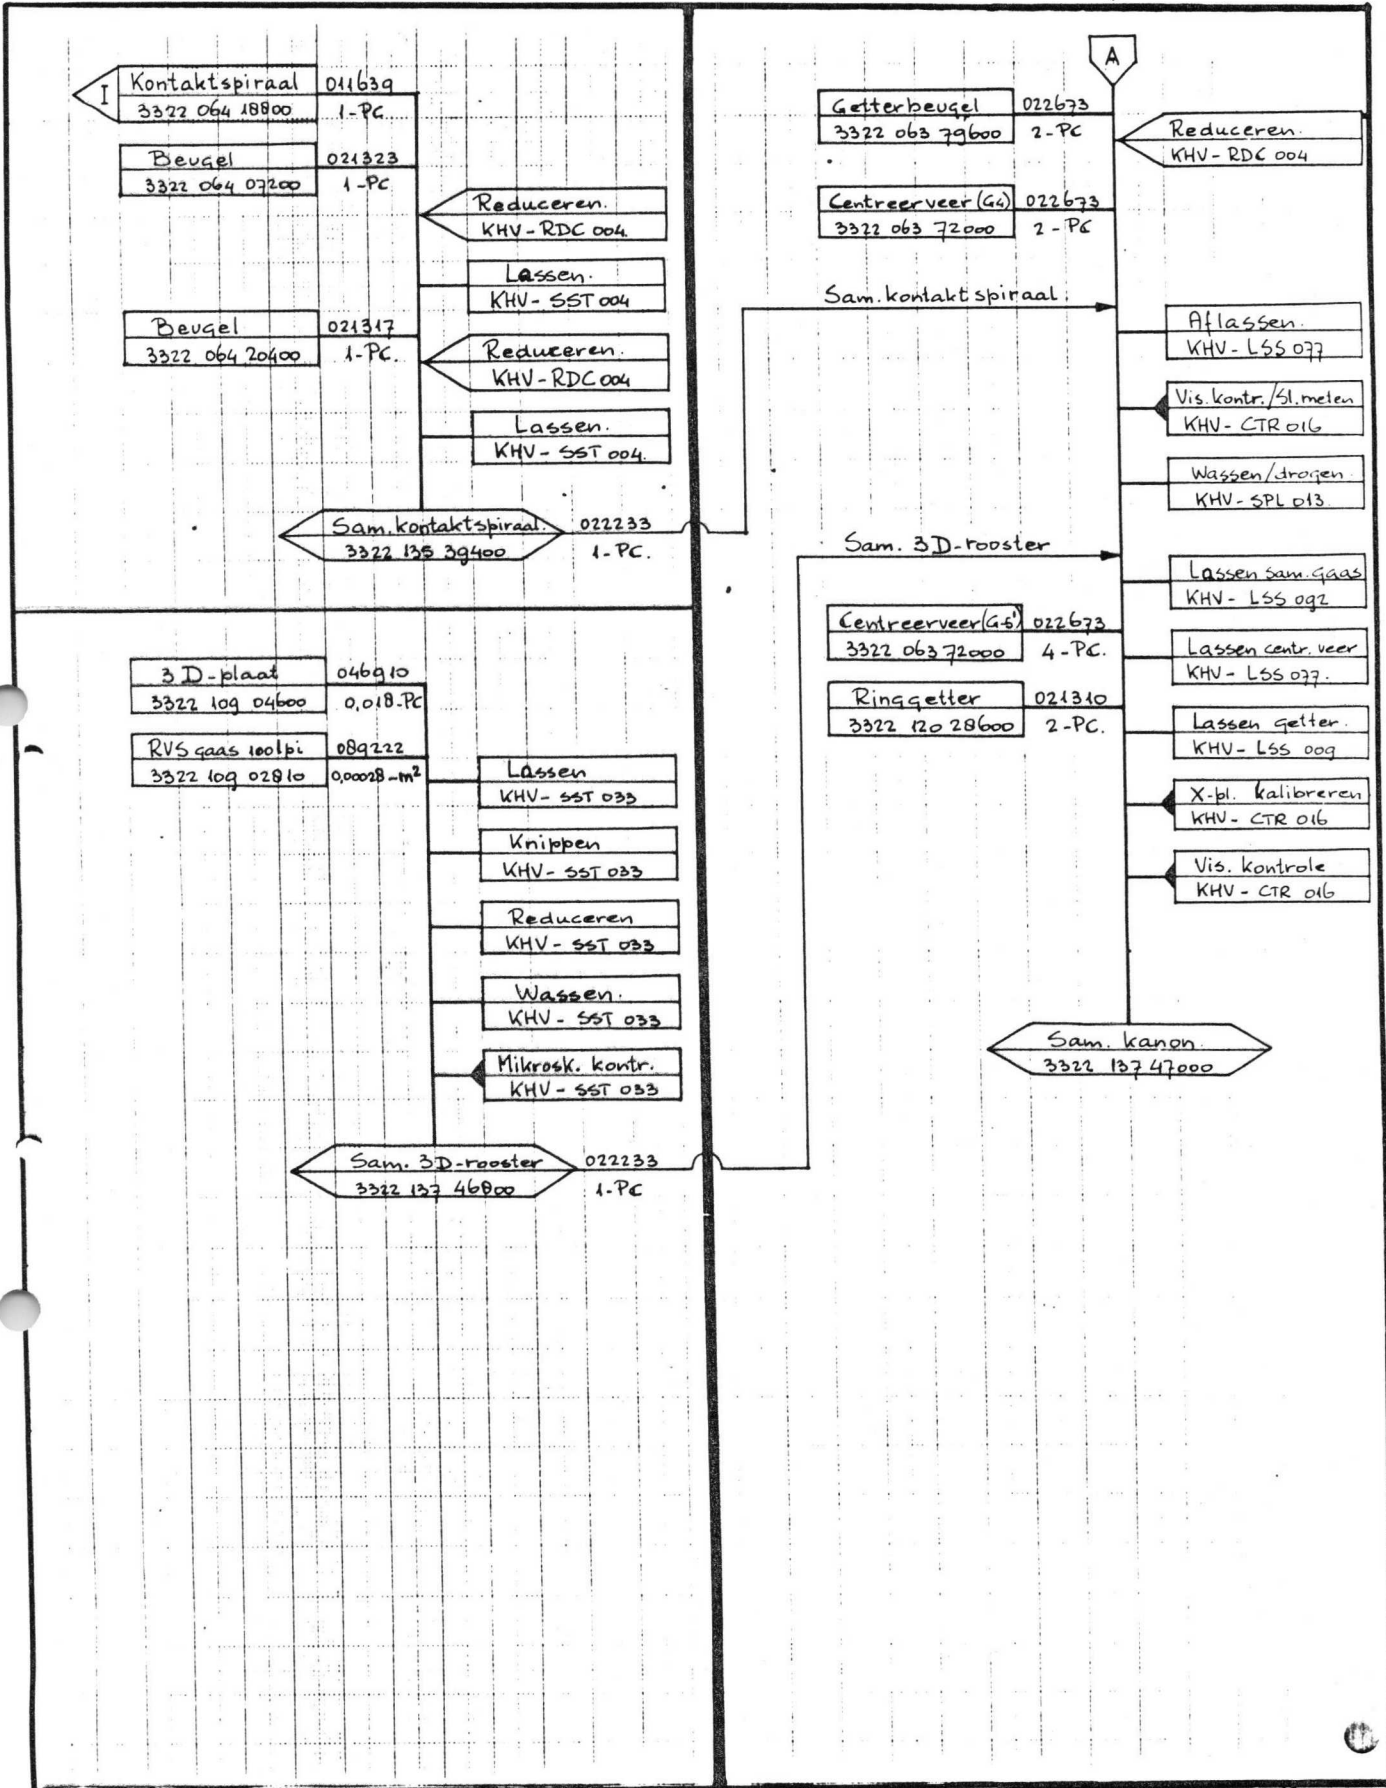 I
Kontaktspiraal 011639
3322 064 18800 1-PC.
Beugel 021323
3322 064 07200 1-PC
Reduceren.
KHV-RDC 004.
Lassen.
KHV-SST 004
Beugel 021317
3322 064 20400 1-PC.
Reduceren.
KHV-RDC 004
Lassen.
KHV-SST 004.
Sam. kontaktspiraal. 022233
3322 135 39400 1-PC.
3D-plaat 046910
3322 109 04600 0,018-PC
RVS gaas 100lpi 089222
3322 109 02810 0,00028-m²
Lassen
KHV-SST 033
Knippen
KHV-SST 033
Reduceren
KHV-SST 033
Wassen.
KHV-SST 033
Mikrosk. kontr.
KHV-SST 033
Sam. 3D-rooster 022233
3322 137 46800 1-PC
A
Getterbeugel 022673
3322 063 79600 2-PC
Reduceren.
KHV-RDC 004
Centreerveer (G4) 022673
3322 063 72000 2-PC
Sam. kontaktspiraal.
Aflassen.
KHV-LSS 077
Vis. kontr./Sl. meten
KHV-CTR 016
Wassen/drogen.
KHV-SPL 013
Sam. 3D-rooster
Lassen sam. gaas
KHV-LSS 092
Centreerveer (G5') 022673
3322 063 72000 4-PC.
Lassen centr. veer
KHV-LSS 077.
Ringgetter 021310
3322 120 28600 2-PC.
Lassen getter.
KHV-LSS 009
X-pl. kalibreren
KHV-CTR 016
Vis. kontrole
KHV-CTR 016
Sam. kanon.
3322 137 47000